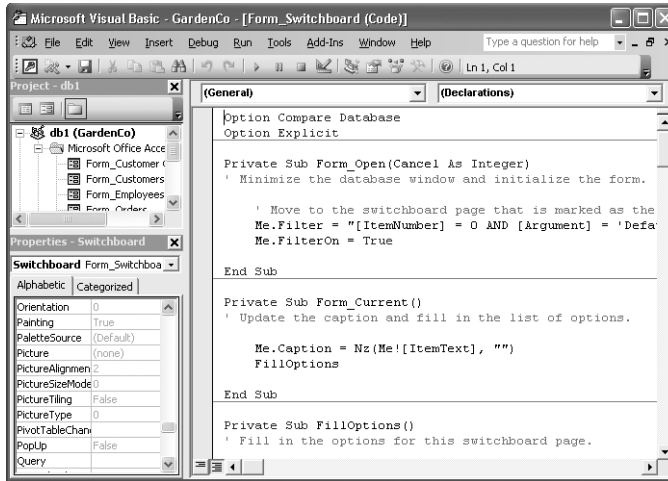 Microsoft Visual Basic - GardenCo - [Form_Switchboard (Code)]
File Edit View Insert Debug Run Tools Add-Ins Window Help Type a question for help
Ln 1, Col 1
Project - db1
db1 (GardenCo)
Microsoft Office Acce
Form_Customer
Form_Customers
Form_Employees
Form_Orders
Properties - Switchboard
Switchboard Form_Switchboa
Alphabetic Categorized
Orientation 0
Painting True
PaletteSource (Default)
Picture (none)
PictureAlignmen 2
PictureSizeMode 0
PictureTiling False
PictureType 0
PivotTableChan
PopUp False
Query
(General) (Declarations)
Option Compare Database
Option Explicit
Private Sub Form_Open(Cancel As Integer)
' Minimize the database window and initialize the form.
' Move to the switchboard page that is marked as the
Me.Filter = "[ItemNumber] = 0 AND [Argument] = 'Defa
Me.FilterOn = True
End Sub
Private Sub Form_Current()
' Update the caption and fill in the list of options.
Me.Caption = Nz(Me![ItemText], "")
FillOptions
End Sub
Private Sub FillOptions()
' Fill in the options for this switchboard page.